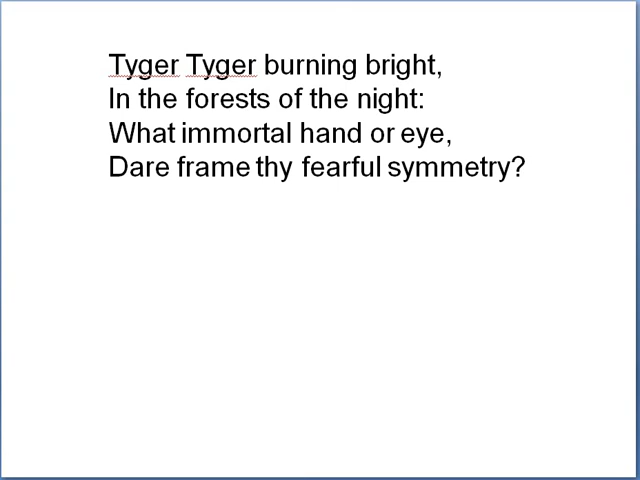 Tyger Tyger burning bright,
In the forests of the night:
What immortal hand or eye,
Dare frame thy fearful symmetry?